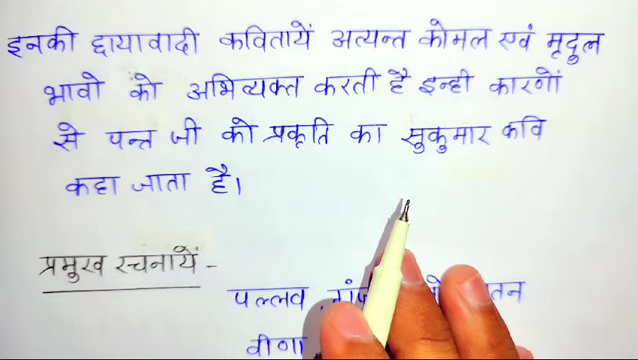 इनकी छायावादी कवितायें अत्यन्त कोमल एवं मृदुल
भावो को अभिव्यक्त करती है इन्ही कारणों
से पन्त जी को प्रकृति का सुकुमार कवि
कहा जाता है।
प्रमुख रचनायें -
पल्लव,
वीणा